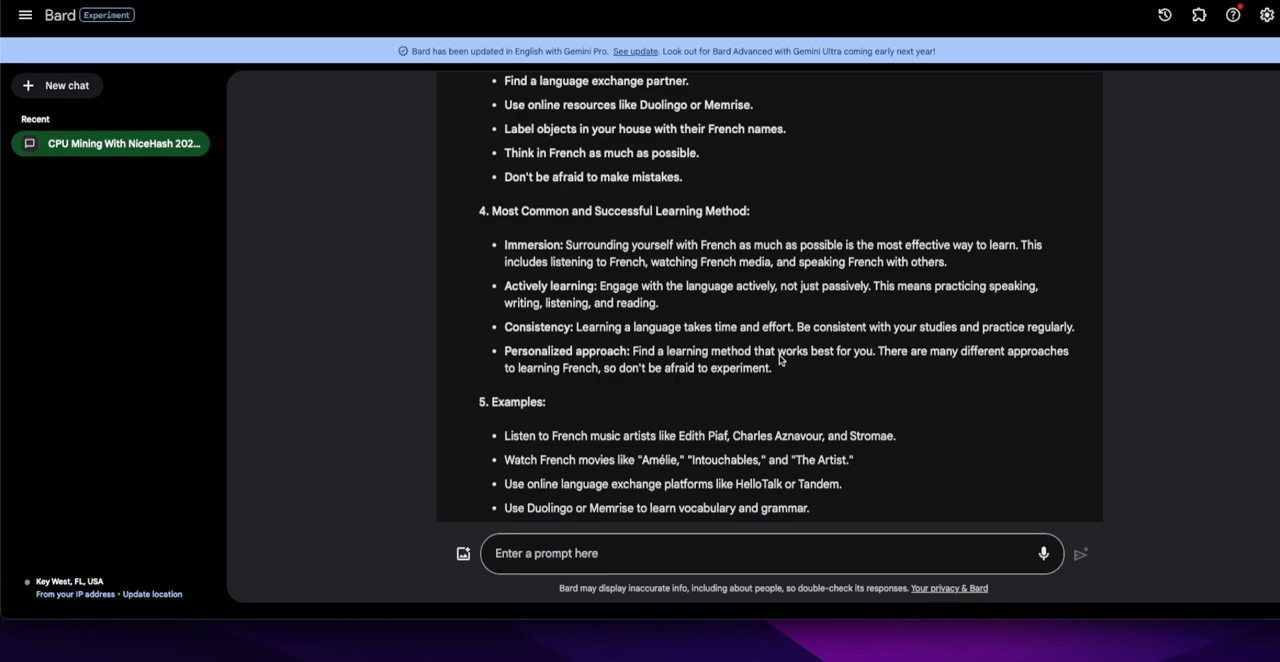 Bard Experiment
Bard has been updated in English with Gemini Pro. See update. Look out for Bard Advanced with Gemini Ultra coming early next year!
New chat
Recent
CPU Mining With NiceHash 202...
• Find a language exchange partner.
• Use online resources like Duolingo or Memrise.
• Label objects in your house with their French names.
• Think in French as much as possible.
• Don't be afraid to make mistakes.
4. Most Common and Successful Learning Method:
• Immersion: Surrounding yourself with French as much as possible is the most effective way to learn. This
includes listening to French, watching French media, and speaking French with others.
• Actively learning: Engage with the language actively, not just passively. This means practicing speaking,
writing, listening, and reading.
• Consistency: Learning a language takes time and effort. Be consistent with your studies and practice regularly.
• Personalized approach: Find a learning method that works best for you. There are many different approaches
to learning French, so don't be afraid to experiment.
5. Examples:
• Listen to French music artists like Edith Piaf, Charles Aznavour, and Stromae.
• Watch French movies like "Amélie," "Intouchables," and "The Artist."
• Use online language exchange platforms like HelloTalk or Tandem.
• Use Duolingo or Memrise to learn vocabulary and grammar.
Enter a prompt here
Bard may display inaccurate info, including about people, so double-check its responses. Your privacy & Bard
Key West, FL, USA
From your IP address • Update location